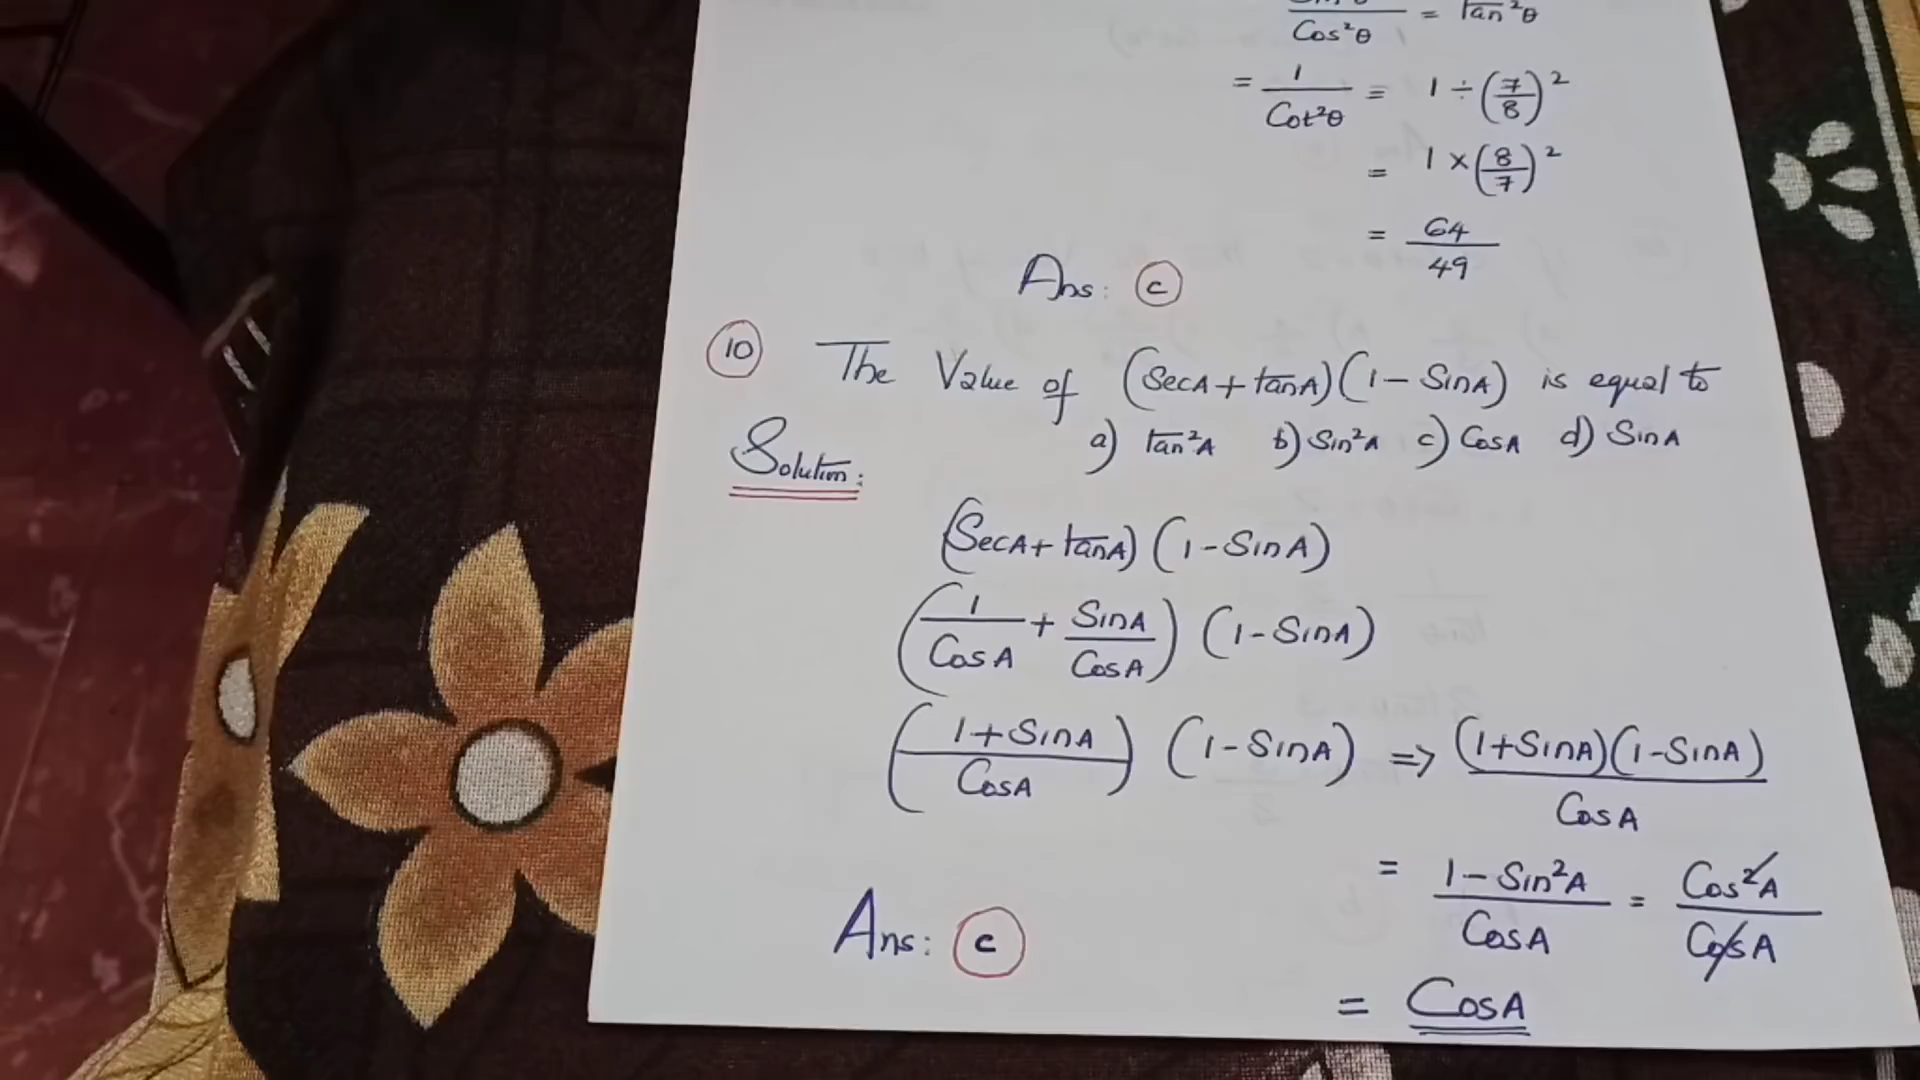 Cos²θ = tan²θ
= 1/Cot²θ = 1 ÷ (7/8)²
= 1 × (8/7)²
= 64/49
Ans: (c)
(10) The Value of (SecA + tanA)(1 - SinA) is equal to
a) tan²A b) Sin²A c) CosA d) SinA
Solution:
(SecA + tanA) (1 - SinA)
(1/CosA + SinA/CosA) (1 - SinA)
((1 + SinA)/CosA) (1 - SinA) => (1+SinA)(1-SinA)/CosA
= 1 - Sin²A/CosA = Cos²A/CosA
Ans: (c)
= CosA